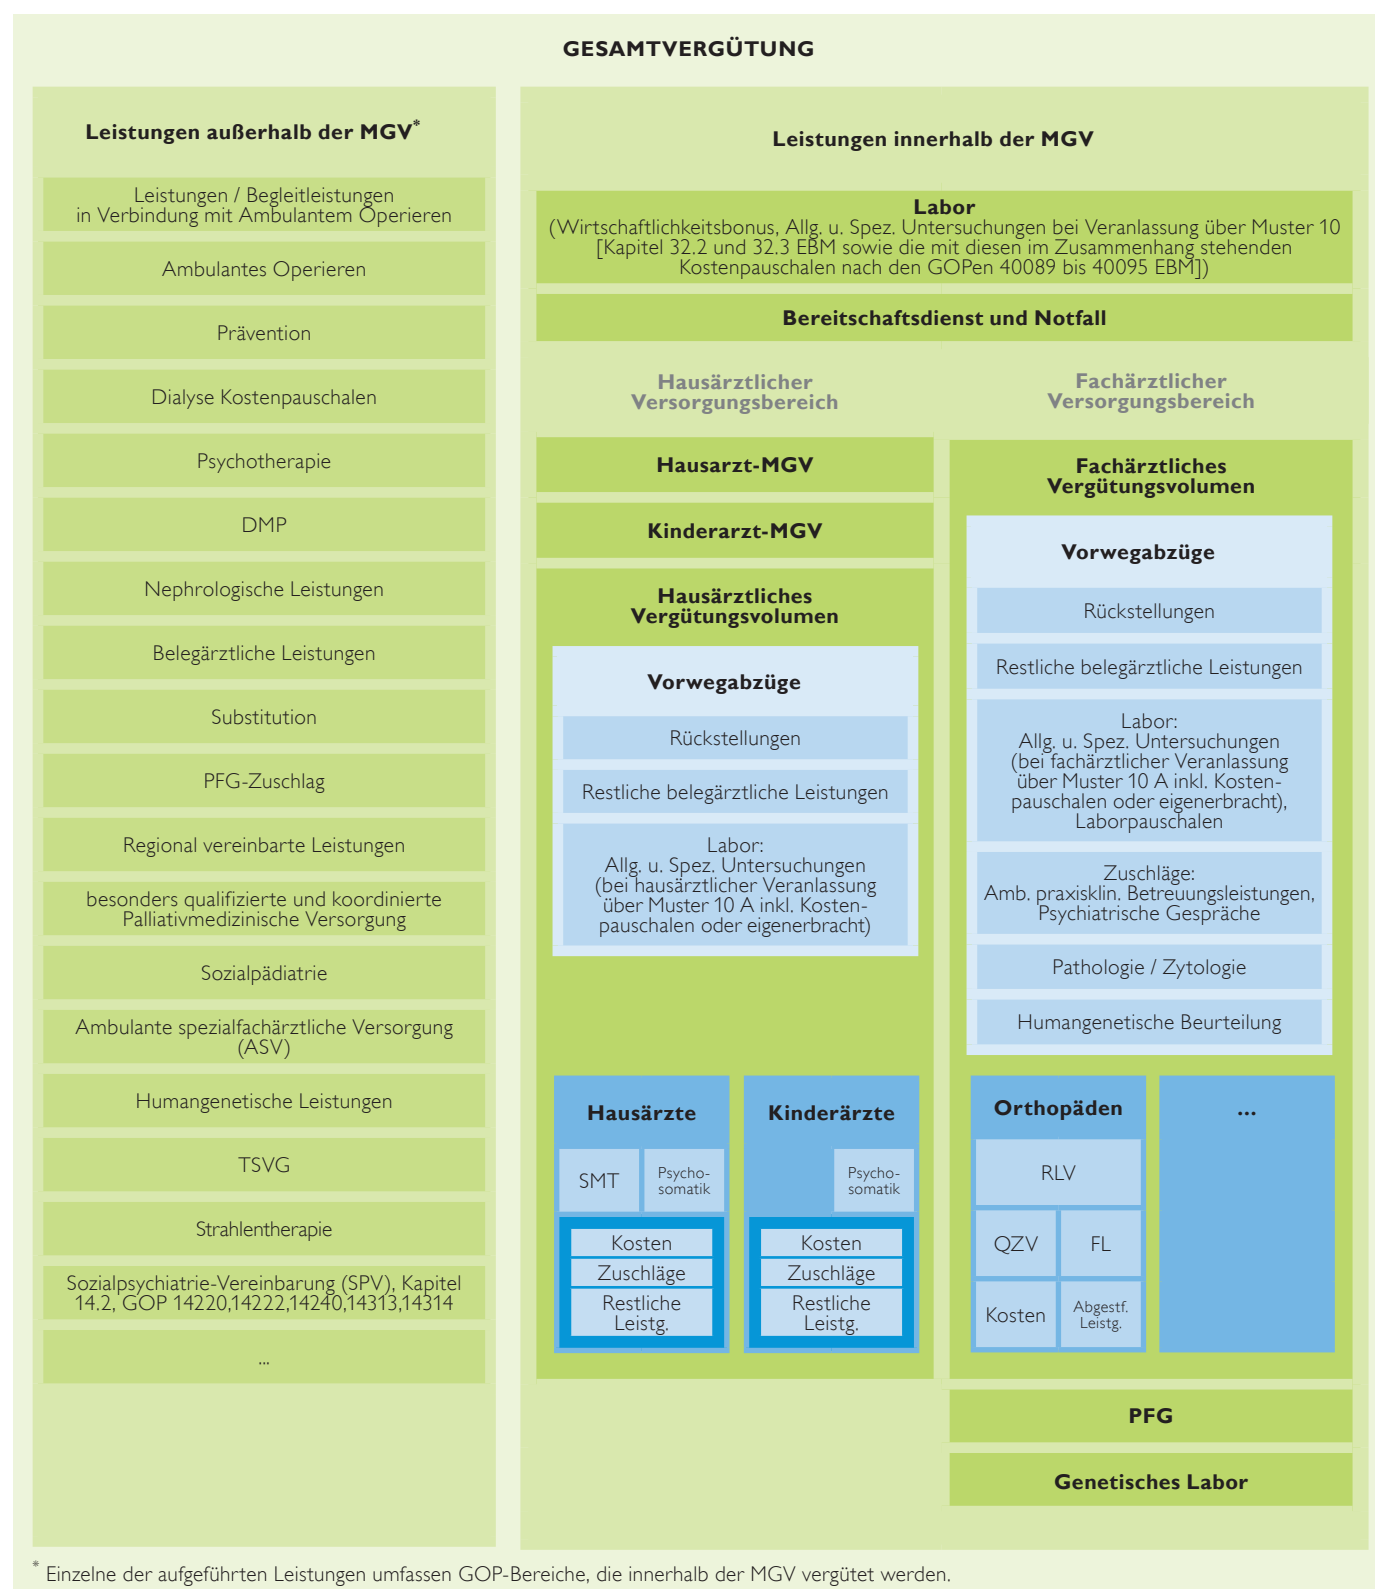 GESAMTVERGÜTUNG
Leistungen außerhalb der MGV*
Leistungen / Begleitleistungen
in Verbindung mit Ambulantem Operieren
Ambulantes Operieren
Prävention
Dialyse Kostenpauschalen
Psychotherapie
DMP
Nephrologische Leistungen
Belegärztliche Leistungen
Substitution
PFG-Zuschlag
Regional vereinbarte Leistungen
besonders qualifizierte und koordinierte
Palliativmedizinische Versorgung
Sozialpädiatrie
Ambulante spezialfachärztliche Versorgung
(ASV)
Humangenetische Leistungen
TSVG
Strahlentherapie
Sozialpsychiatrie-Vereinbarung (SPV), Kapitel
14.2, GOP 14220,14222,14240,14313,14314
...
Leistungen innerhalb der MGV
Labor
(Wirtschaftlichkeitsbonus, Allg. u. Spez. Untersuchungen bei Veranlassung über Muster 10
[Kapitel 32.2 und 32.3 EBM sowie die mit diesen im Zusammenhang stehenden
Kostenpauschalen nach den GOPen 40089 bis 40095 EBM])
Bereitschaftsdienst und Notfall
Hausärztlicher
Versorgungsbereich
Hausarzt-MGV
Kinderarzt-MGV
Hausärztliches
Vergütungsvolumen
Vorwegabzüge
Rückstellungen
Restliche belegärztliche Leistungen
Labor:
Allg. u. Spez. Untersuchungen
(bei hausärztlicher Veranlassung
über Muster 10 A inkl. Kosten-
pauschalen oder eigenerbracht)
Hausärzte
SMT
Psycho-
somatik
Kosten
Zuschläge
Restliche
Leistg.
Kinderärzte
Psycho-
somatik
Kosten
Zuschläge
Restliche
Leistg.
Fachärztlicher
Versorgungsbereich
Fachärztliches
Vergütungsvolumen
Vorwegabzüge
Rückstellungen
Restliche belegärztliche Leistungen
Labor:
Allg. u. Spez. Untersuchungen
(bei fachärztlicher Veranlassung
über Muster 10 A inkl. Kosten-
pauschalen oder eigenerbracht),
Laborpauschalen
Zuschläge:
Amb. praxisklin. Betreuungsleistungen,
Psychiatrische Gespräche
Pathologie / Zytologie
Humangenetische Beurteilung
Orthopäden
RLV
QZV
FL
Kosten
Abgestf.
Leistg.
...
PFG
Genetisches Labor
* Einzelne der aufgeführten Leistungen umfassen GOP-Bereiche, die innerhalb der MGV vergütet werden.